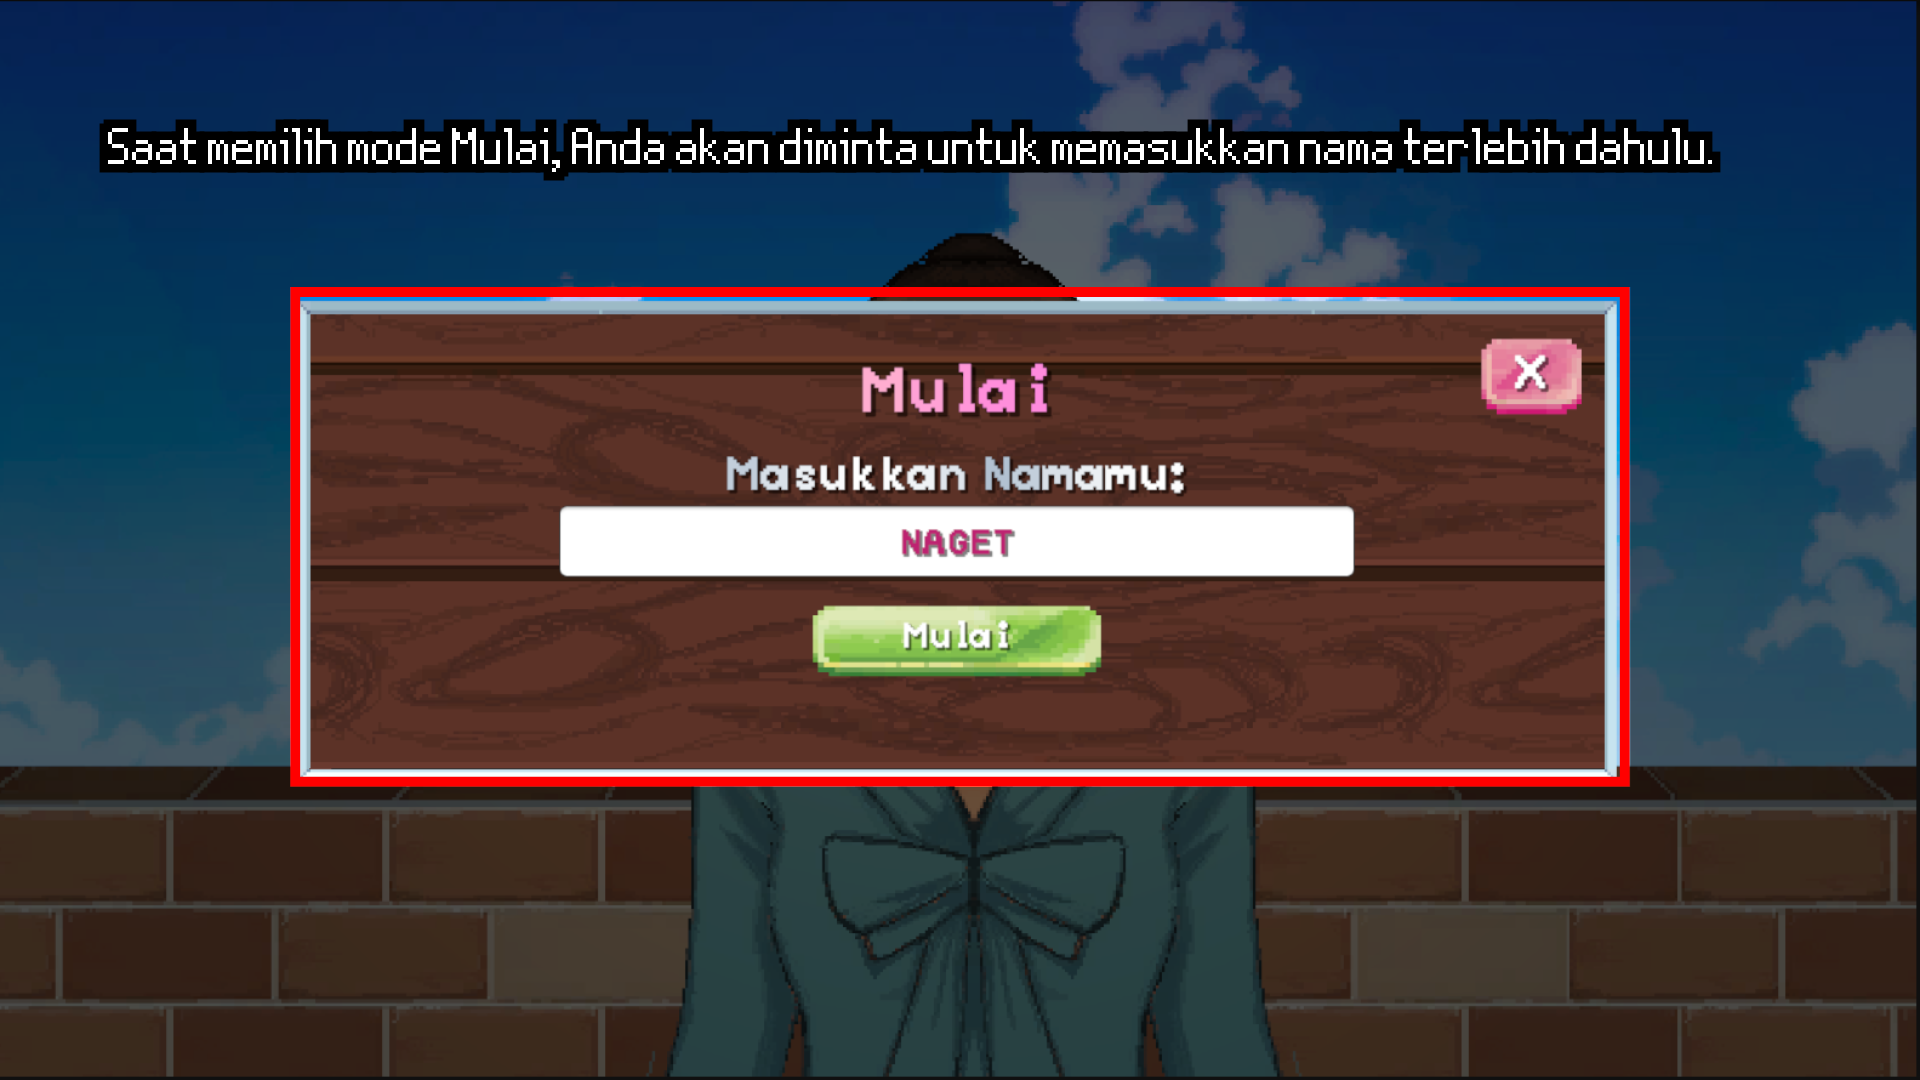 Saat memilih mode Mulai, Anda akan diminta untuk memasukkan nama terlebih dahulu.
Mulai
X
Masukkan Namamu:
NAGET
Mulai